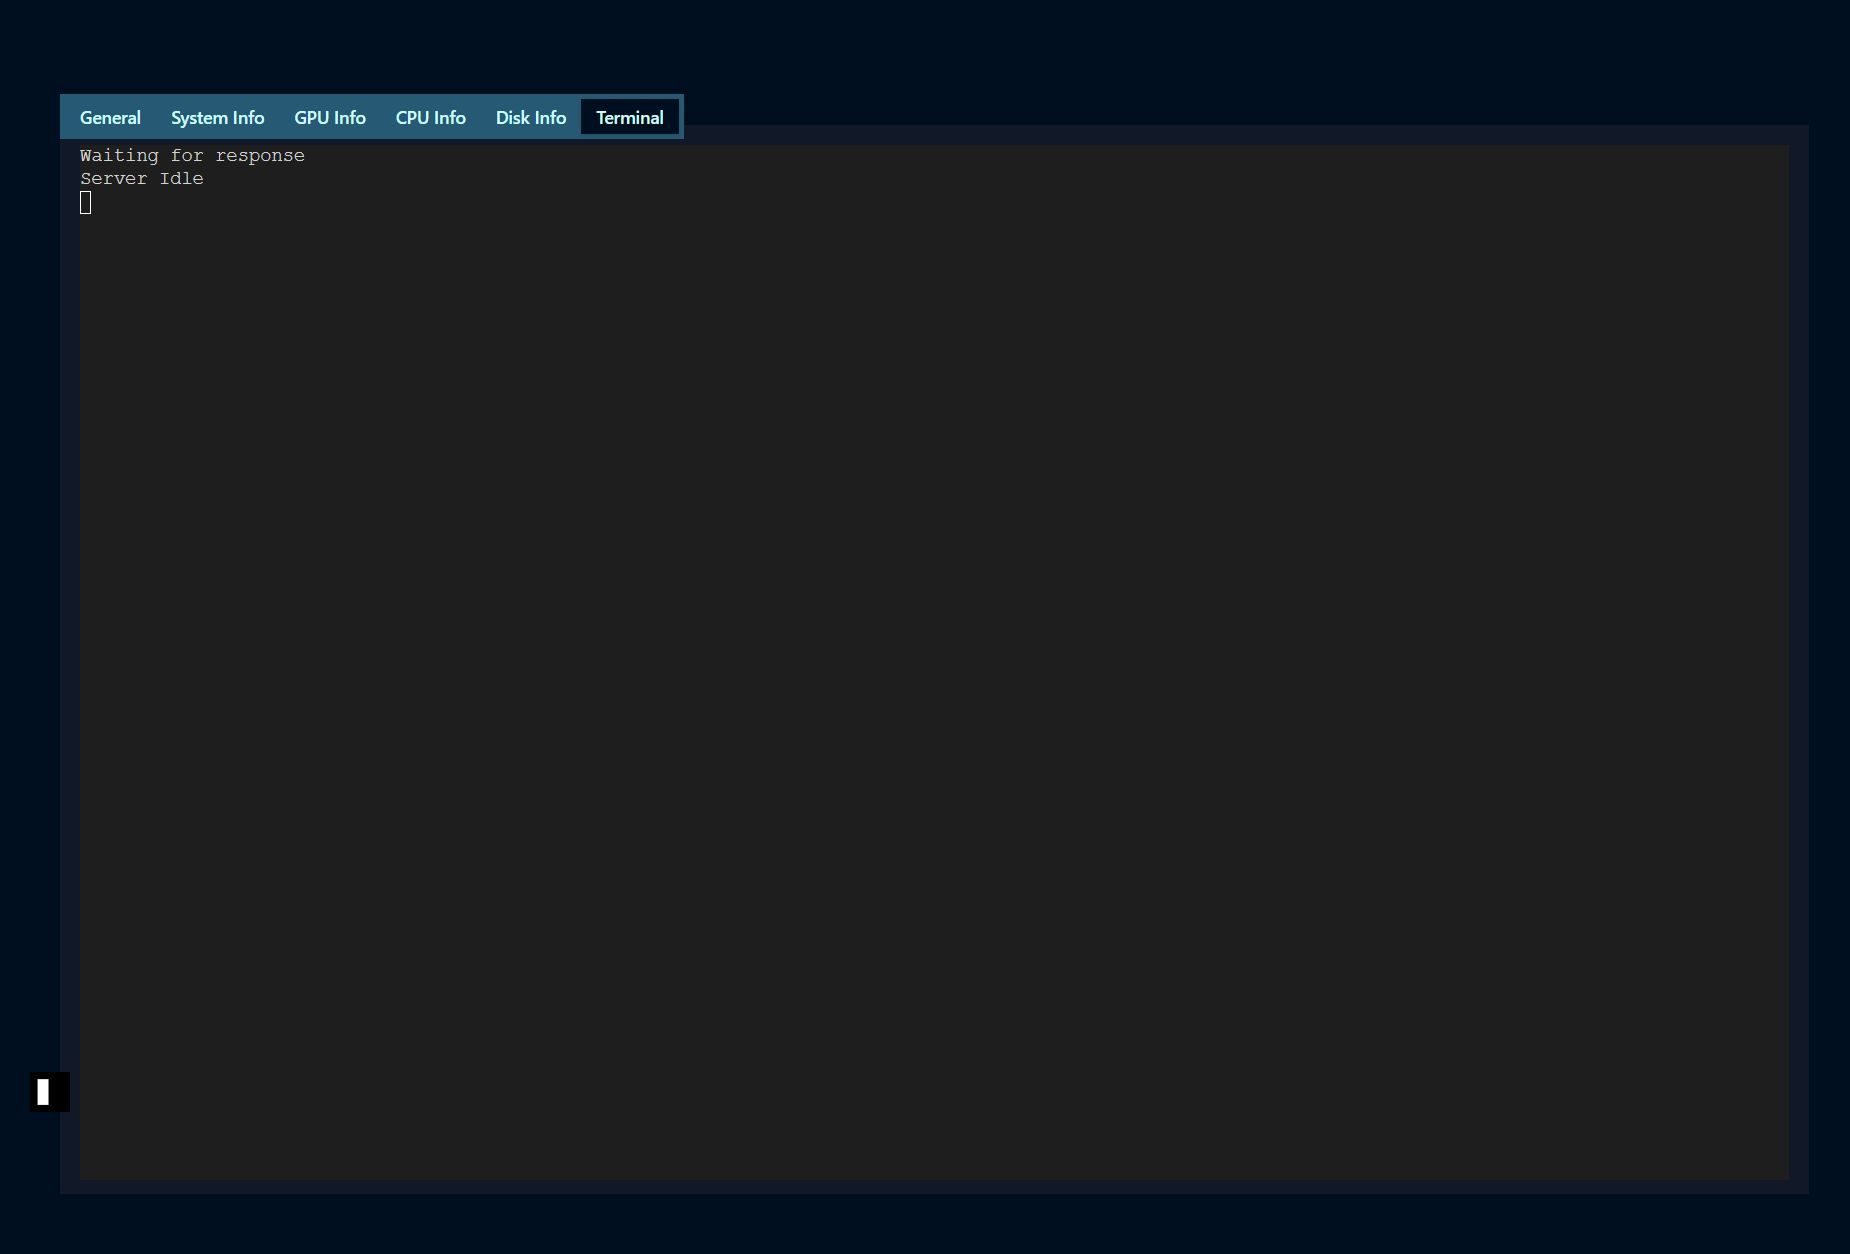 General System Info GPU Info CPU Info Disk Info Terminal
Waiting for response
Server Idle